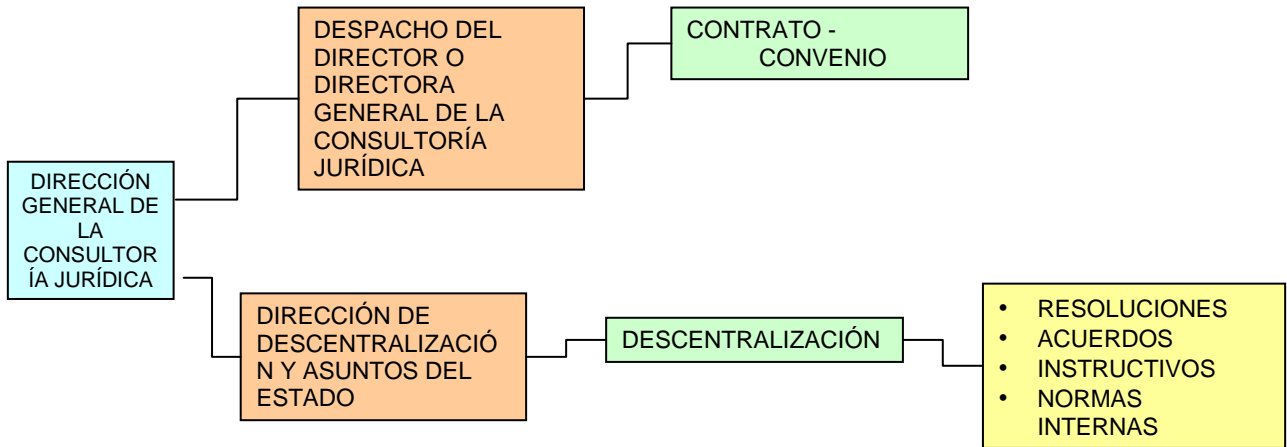 DESPACHO DEL
DIRECTOR O
DIRECTORA
GENERAL DE LA
CONSULTORÍA
JURÍDICA
CONTRATO -
CONVENIO
DIRECCIÓN
GENERAL DE
LA
CONSULTOR
ÍA JURÍDICA
DIRECCIÓN DE
DESCENTRALIZACIÓ
N Y ASUNTOS DEL
ESTADO
DESCENTRALIZACIÓN
• RESOLUCIONES
• ACUERDOS
• INSTRUCTIVOS
• NORMAS
INTERNAS